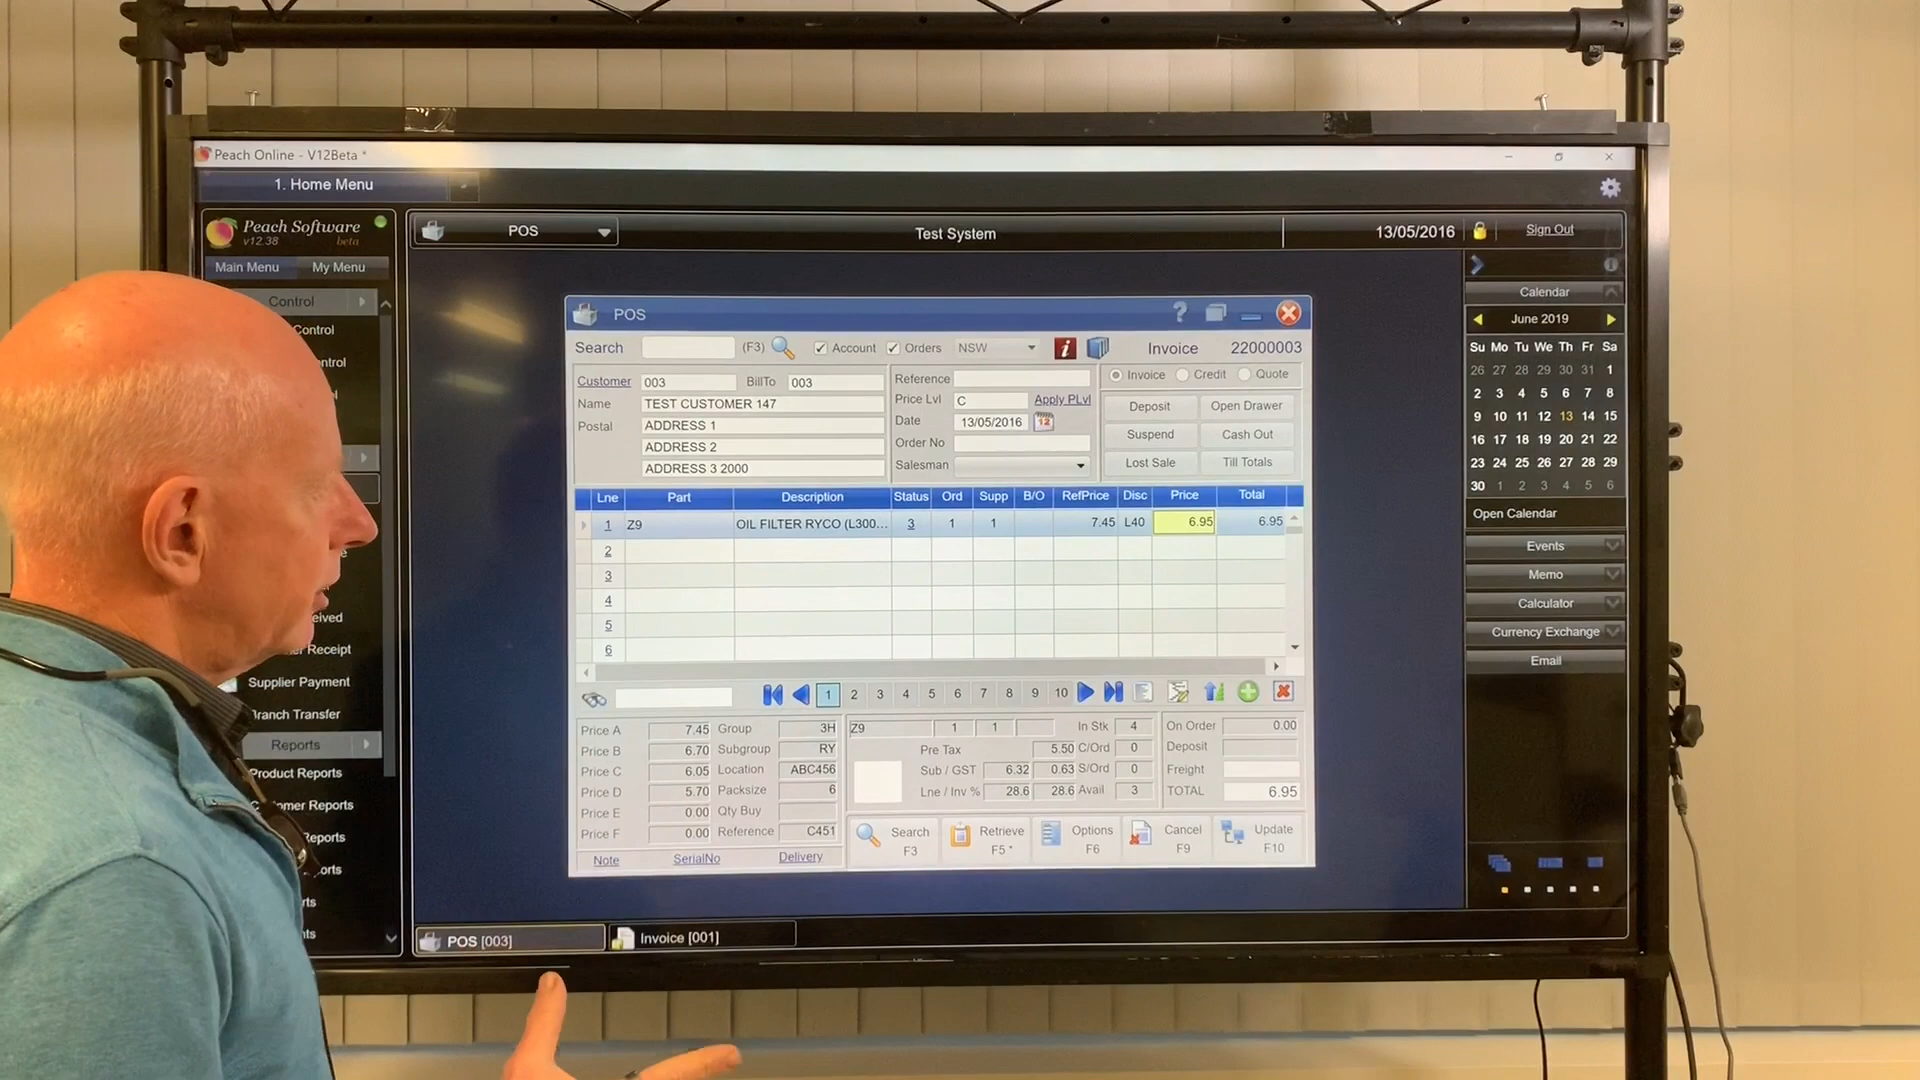 Peach Online - V12Beta *
1. Home Menu
Peach Software
v12.38 beta
Main Menu My Menu
POS
Test System
13/05/2016
Sign Out
Control
Control
Supplier Payment
Branch Transfer
Reports
Product Reports
POS
Search (F3) Account Orders NSW Invoice 22000003
Customer 003 BillTo 003
Name TEST CUSTOMER 147
Postal ADDRESS 1
ADDRESS 2
ADDRESS 3 2000
Reference
Price Lvl C Apply PLvl
Date 13/05/2016 12
Order No
Salesman
Invoice Credit Quote
Deposit Open Drawer
Suspend Cash Out
Lost Sale Till Totals
Lne Part Description Status Ord Supp B/O RefPrice Disc Price Total
1 Z9 OIL FILTER RYCO (L300... 3 1 1 7.45 L40 6.95 6.95
2
3
4
5
6
1 2 3 4 5 6 7 8 9 10
Price A 7.45 Group 3H
Price B 6.70 Subgroup RY
Price C 6.05 Location ABC456
Price D 5.70 Packsize 6
Price E 0.00 Qty Buy
Price F 0.00 Reference C451
Note SerialNo Delivery
Z9 1 1 In Stk 4
Pre Tax 5.50 C/Ord 0
Sub / GST 6.32 0.63 S/Ord 0
Lne / Inv % 28.6 28.6 Avail 3
On Order 0.00
Deposit
Freight
TOTAL 6.95
Search F3
Retrieve F5 *
Options F6
Cancel F9
Update F10
Calendar
June 2019
Su Mo Tu We Th Fr Sa
26 27 28 29 30 31 1
2 3 4 5 6 7 8
9 10 11 12 13 14 15
16 17 18 19 20 21 22
23 24 25 26 27 28 29
30 1 2 3 4 5 6
Open Calendar
Events
Memo
Calculator
Currency Exchange
Email
POS [003]
Invoice [001]